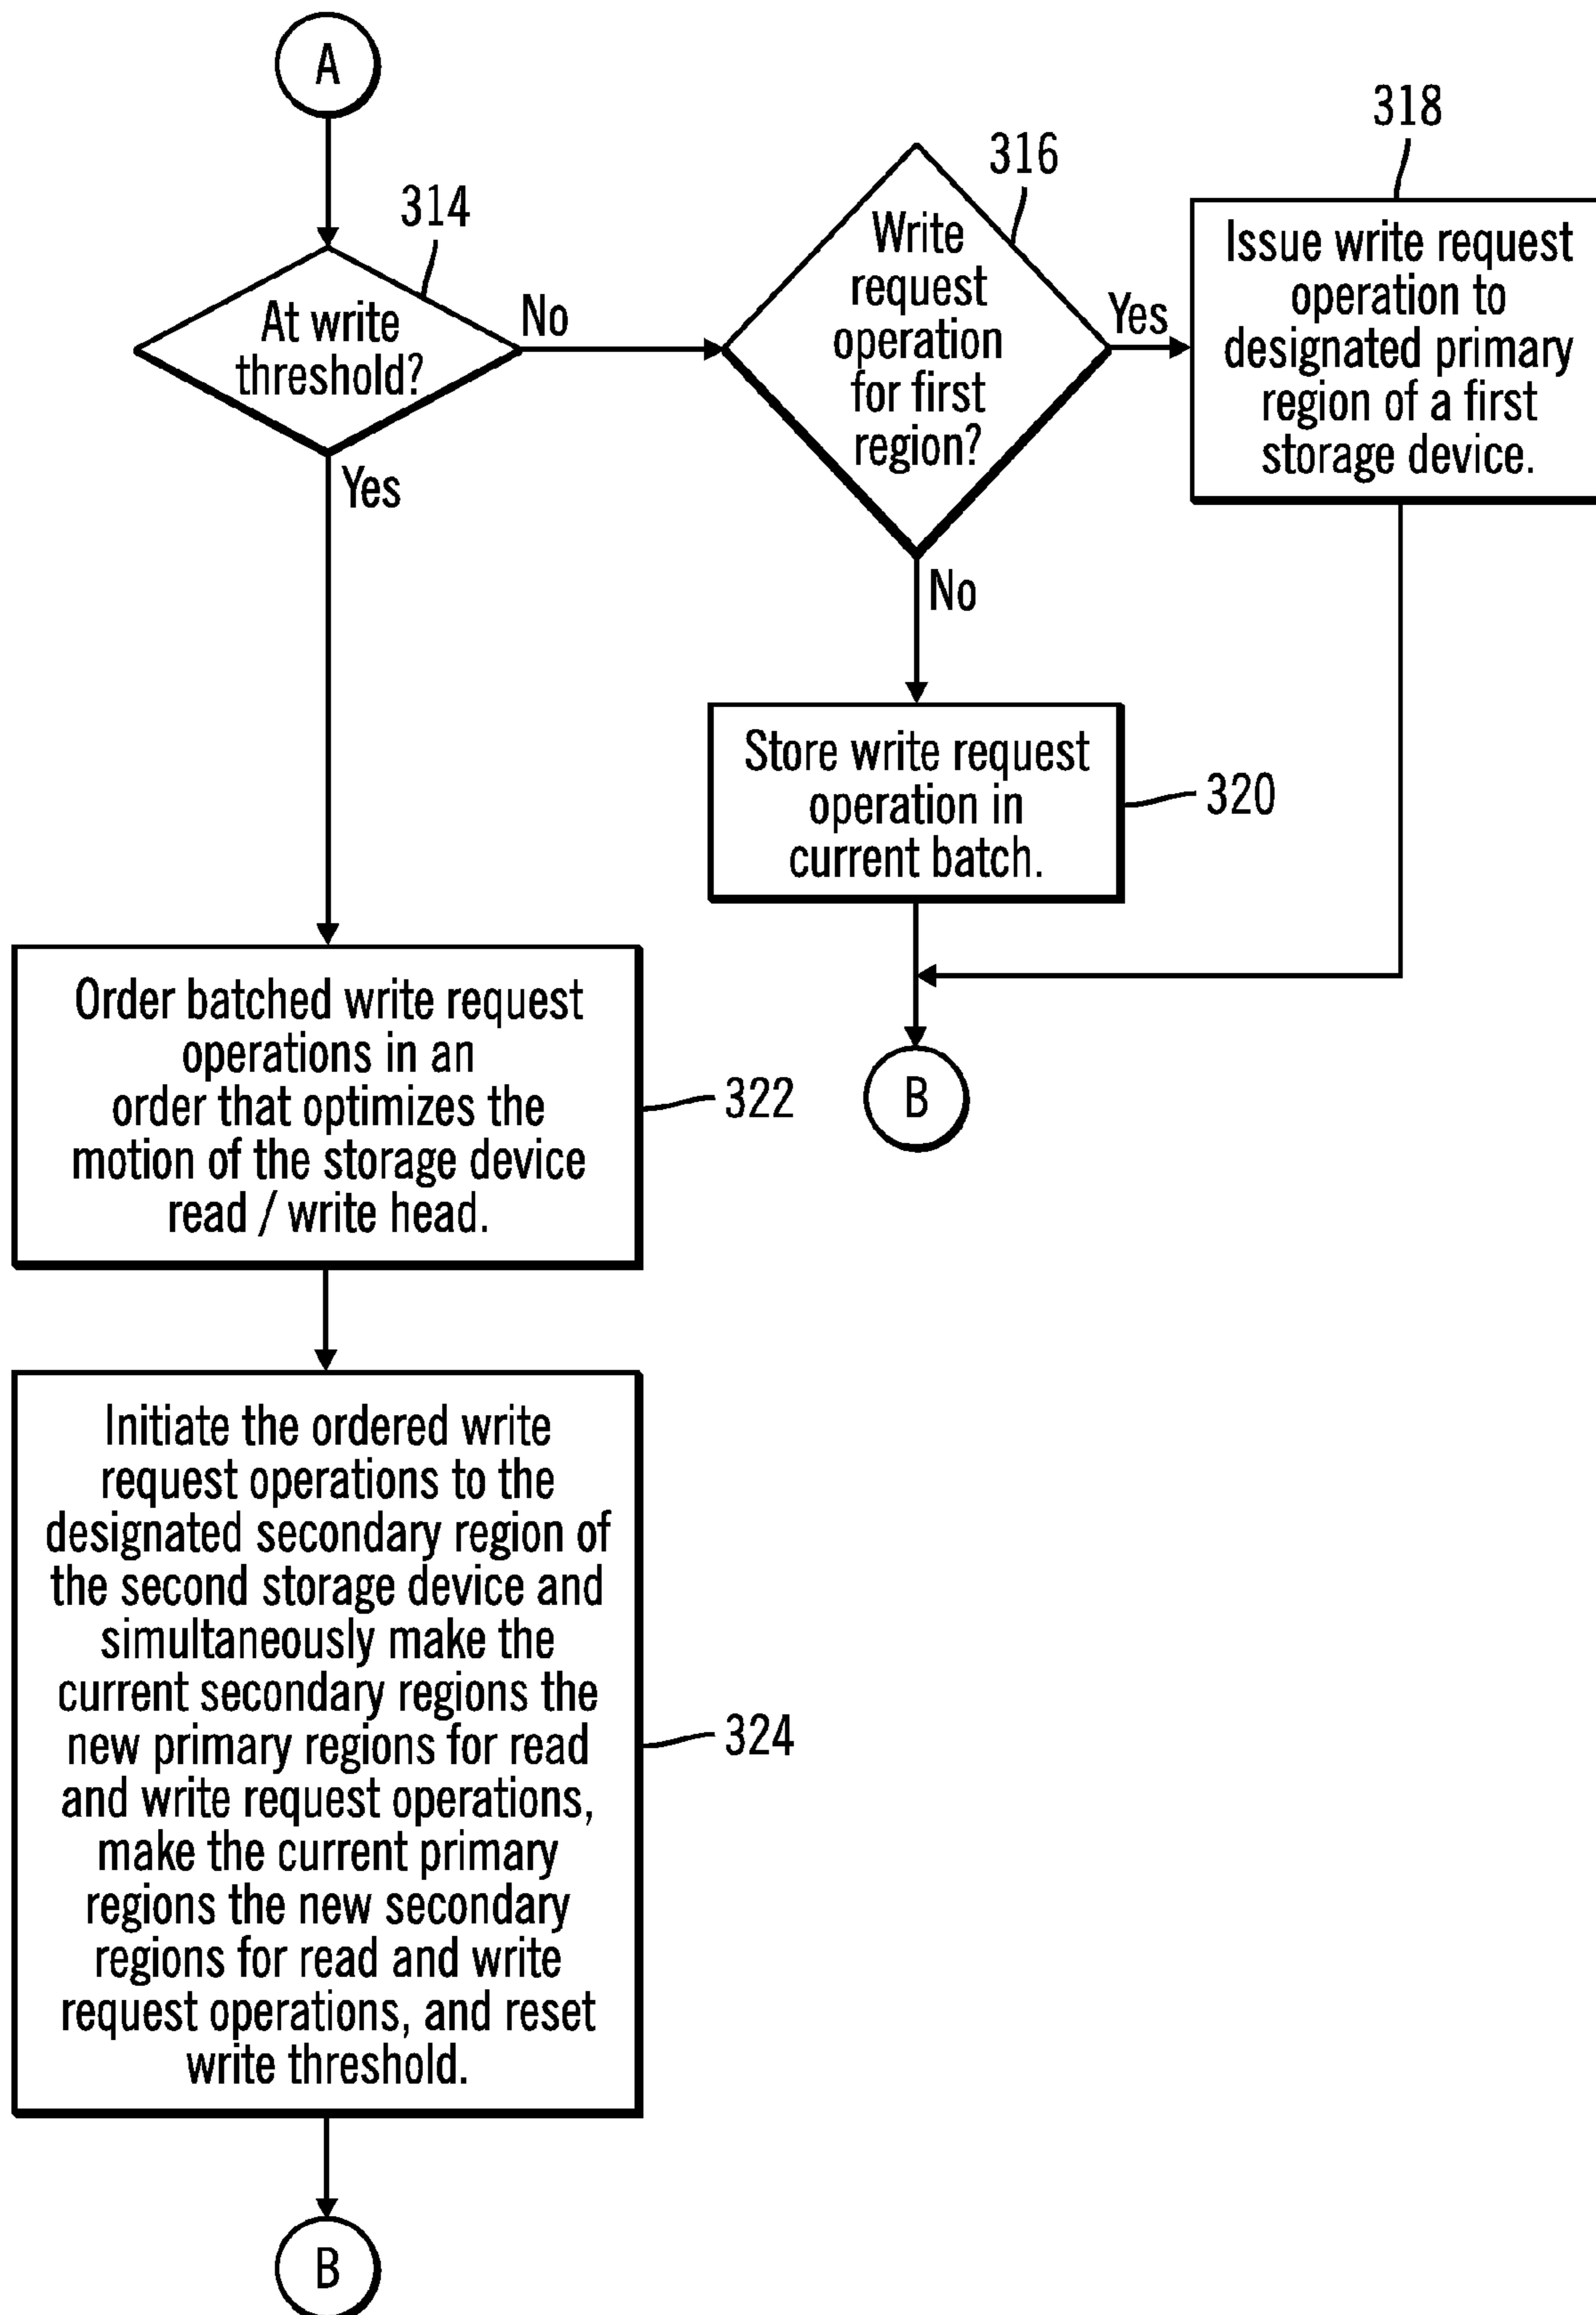 A
314
At write
threshold?
No
Yes
316
Write
request
operation
for first
region?
Yes
No
318
Issue write request
operation to
designated primary
region of a first
storage device.
Store write request
operation in
current batch.
320
B
Order batched write request
operations in an
order that optimizes the
motion of the storage device
read / write head.
322
Initiate the ordered write
request operations to the
designated secondary region of
the second storage device and
simultaneously make the
current secondary regions the
new primary regions for read
and write request operations,
make the current primary
regions the new secondary
regions for read and write
request operations, and reset
write threshold.
324
B